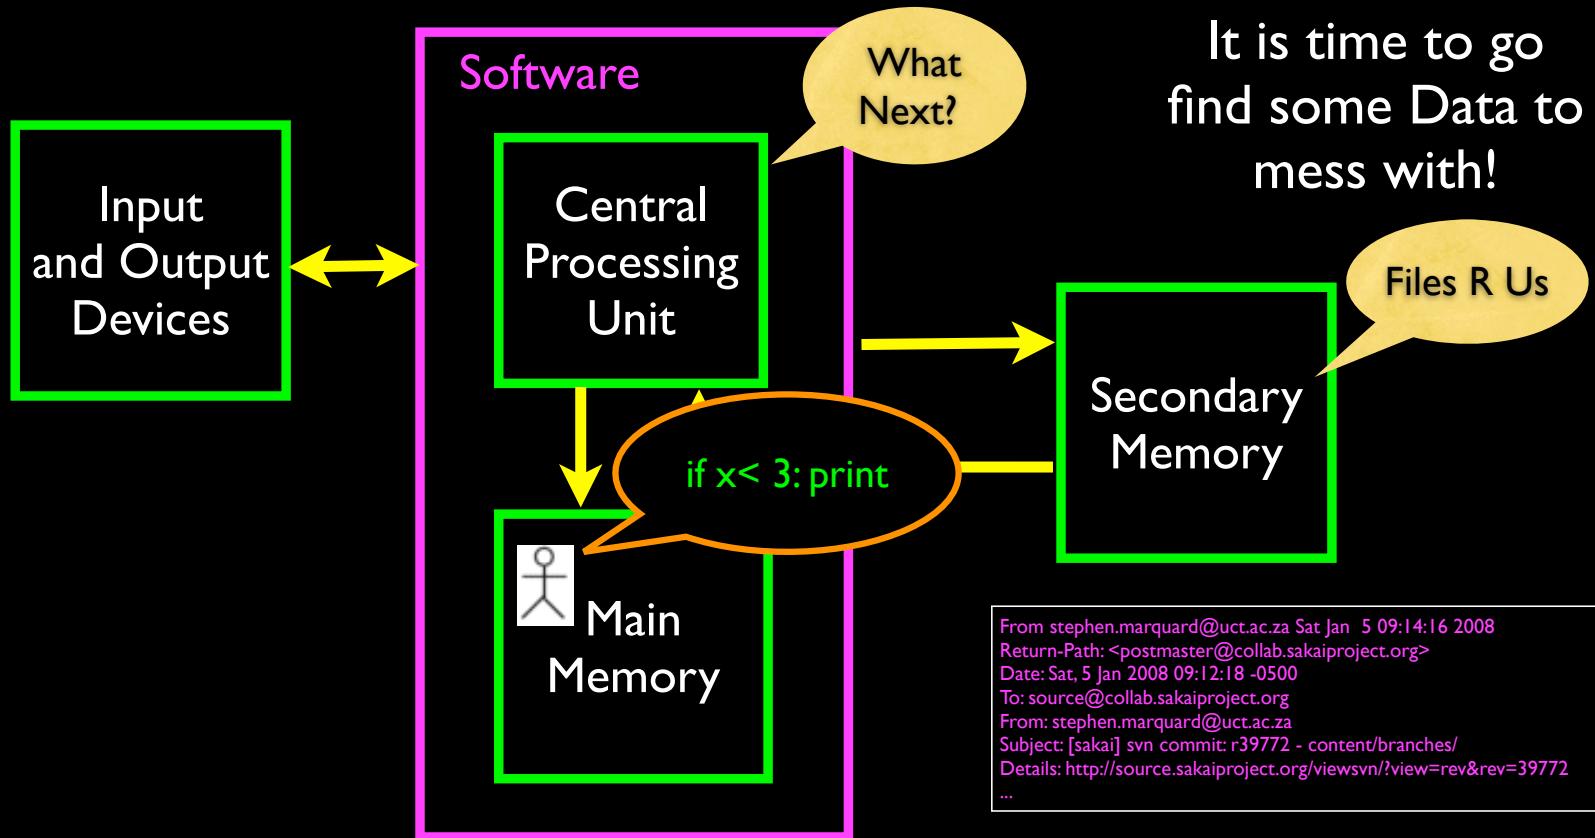 Software
What
Next?
It is time to go
find some Data to
mess with!
Input
and Output
Devices
Central
Processing
Unit
Files R Us
Secondary
Memory
if x< 3: print
Main
Memory
From stephen.marquard@uct.ac.za Sat Jan  5 09:14:16 2008
Return-Path: <postmaster@collab.sakaiproject.org>
Date: Sat, 5 Jan 2008 09:12:18 -0500
To: source@collab.sakaiproject.org
From: stephen.marquard@uct.ac.za
Subject: [sakai] svn commit: r39772 - content/branches/
Details: http://source.sakaiproject.org/viewsvn/?view=rev&rev=39772
...